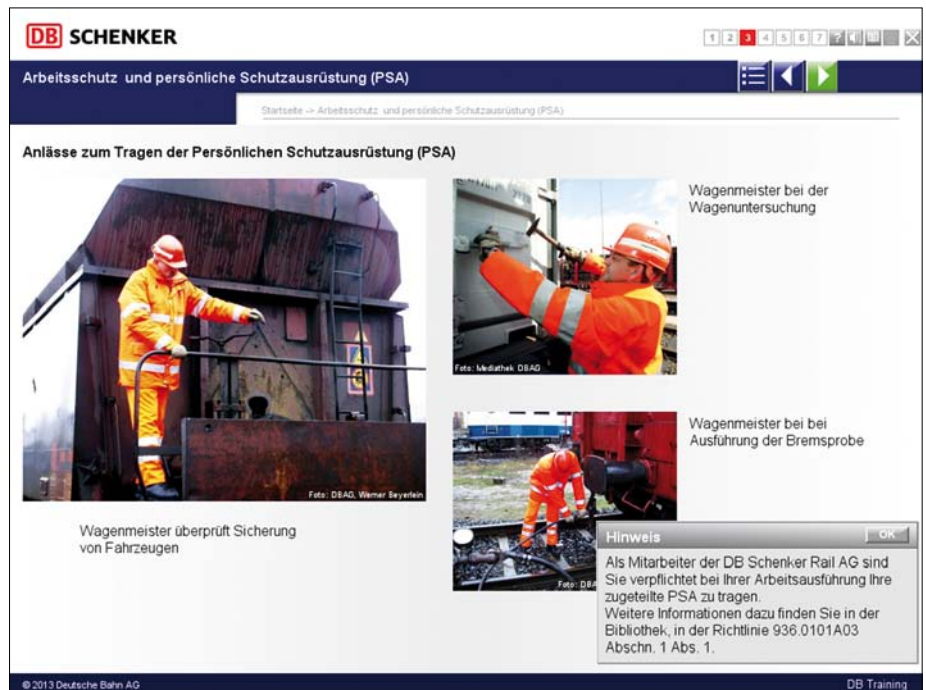 DB SCHENKER
1 2 3 4 5 6 7 ?
Arbeitsschutz und persönliche Schutzausrüstung (PSA)
Startseite -> Arbeitsschutz und persönliche Schutzausrüstung (PSA)
Anlässe zum Tragen der Persönlichen Schutzausrüstung (PSA)
Foto: DBAG, Werner Beyerlein
Wagenmeister überprüft Sicherung
von Fahrzeugen
Foto: Mediathek DBAG
Wagenmeister bei der
Wagenuntersuchung
Wagenmeister bei bei
Ausführung der Bremsprobe
Foto:
Hinweis
OK
Als Mitarbeiter der DB Schenker Rail AG sind
Sie verpflichtet bei Ihrer Arbeitsausführung Ihre
zugeteilte PSA zu tragen.
Weitere Informationen dazu finden Sie in der
Bibliothek, in der Richtlinie 936.0101A03
Abschn. 1 Abs. 1.
© 2013 Deutsche Bahn AG
DB Training